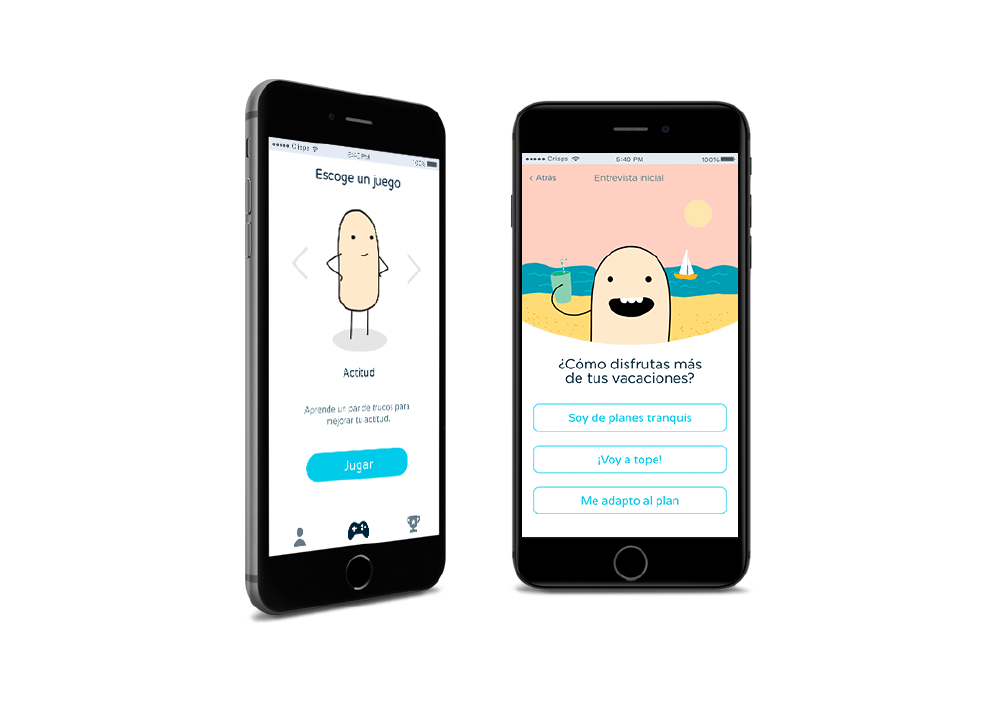 Crisps
5:40 PM
100%
Escoge un juego
Actitud
Aprende un par de trucos para
mejorar tu actitud.
Jugar
Crisps
5:40 PM
100%
Atrás
Entrevista inicial
¿Cómo disfrutas más
de tus vacaciones?
Soy de planes tranquis
¡Voy a tope!
Me adapto al plan